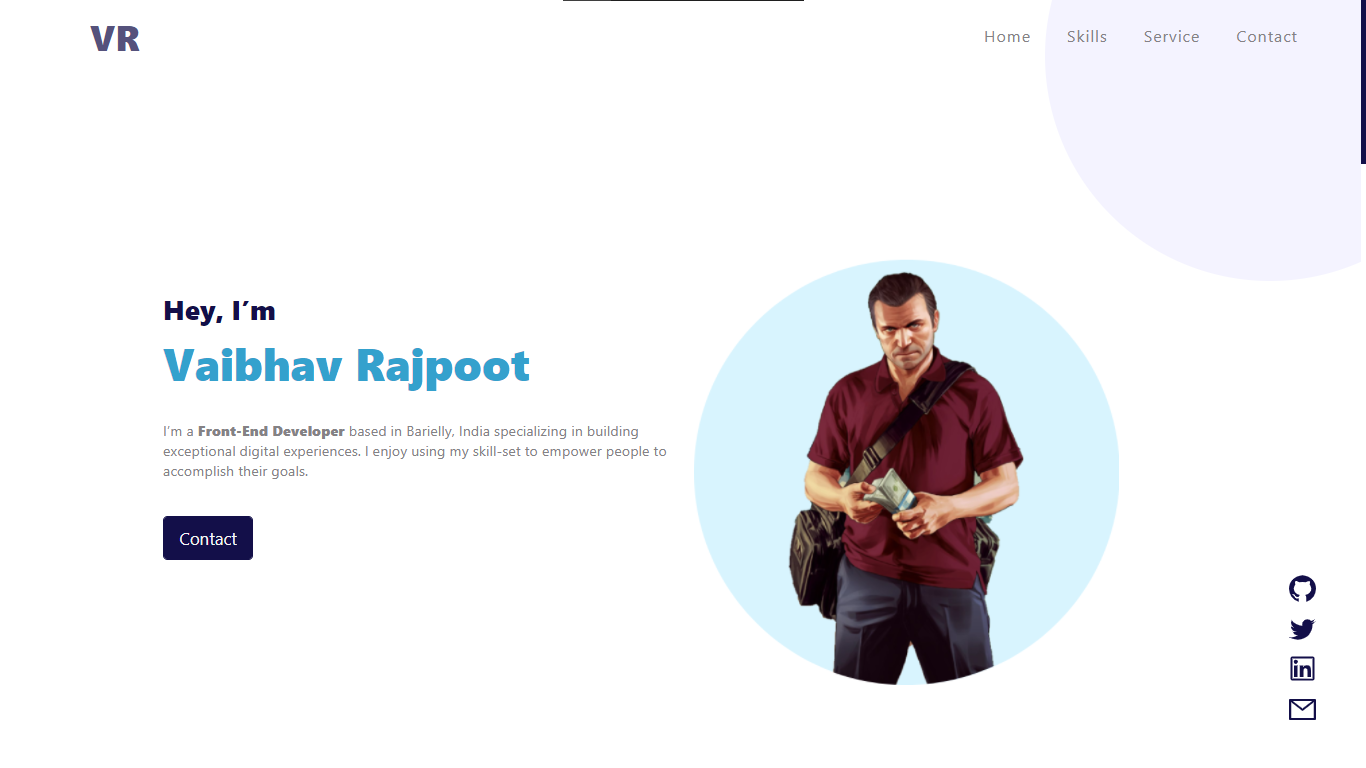 VR
Home Skills Service Contact
Hey, I’m
Vaibhav Rajpoot
I’m a Front-End Developer based in Barielly, India specializing in building
exceptional digital experiences. I enjoy using my skill-set to empower people to
accomplish their goals.
Contact
in